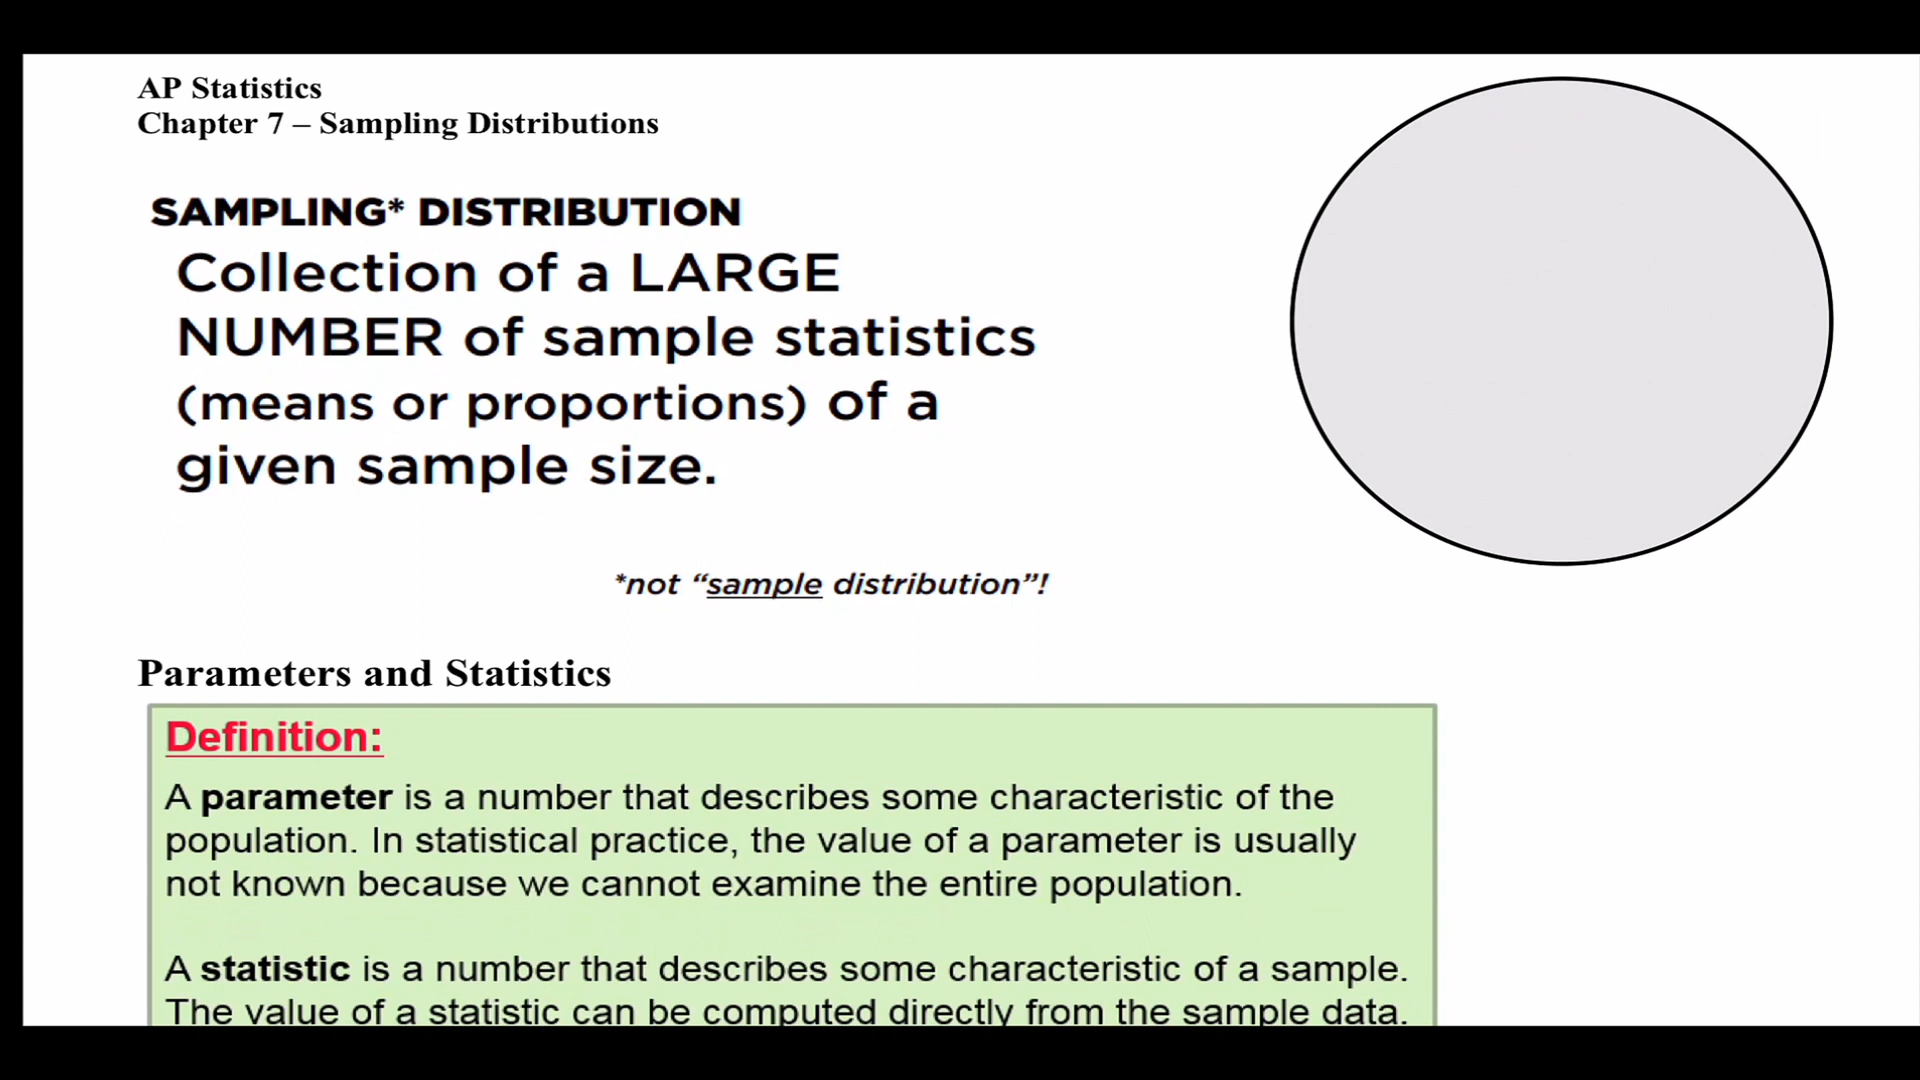 AP Statistics
Chapter 7 – Sampling Distributions
SAMPLING* DISTRIBUTION
Collection of a LARGE
NUMBER of sample statistics
(means or proportions) of a
given sample size.
*not “sample distribution”!
Parameters and Statistics
Definition:
A parameter is a number that describes some characteristic of the
population. In statistical practice, the value of a parameter is usually
not known because we cannot examine the entire population.
A statistic is a number that describes some characteristic of a sample.
The value of a statistic can be computed directly from the sample data.